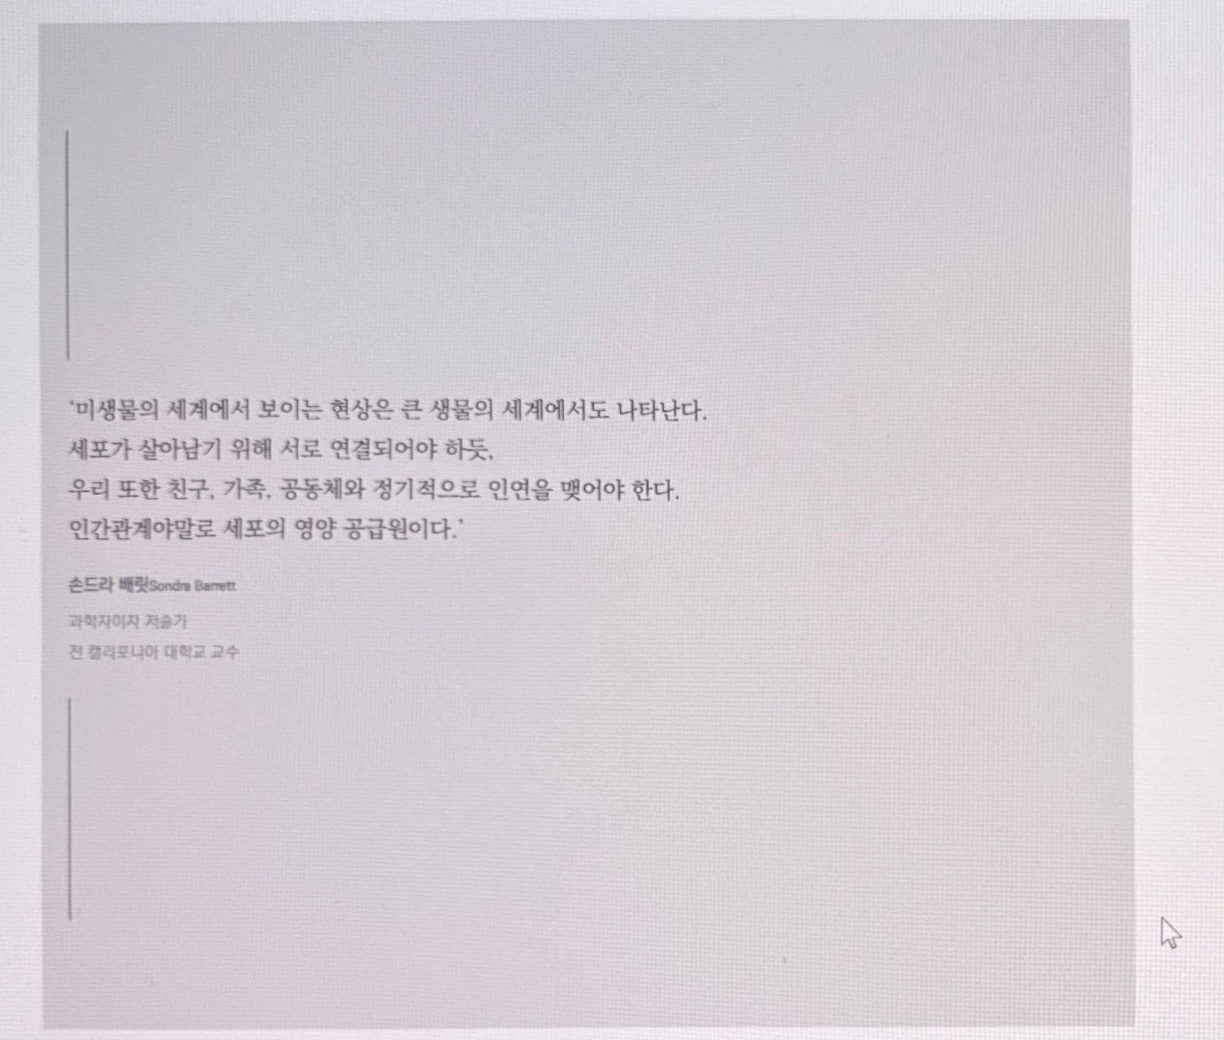 ‘미생물의 세계에서 보이는 현상은 큰 생물의 세계에서도 나타난다.
세포가 살아남기 위해 서로 연결되어야 하듯,
우리 또한 친구, 가족, 공동체와 정기적으로 인연을 맺어야 한다.
인간관계야말로 세포의 영양 공급원이다.’
손드라 배릿Sondra Barrett
과학자이자 저술가
전 캘리포니아 대학교 교수